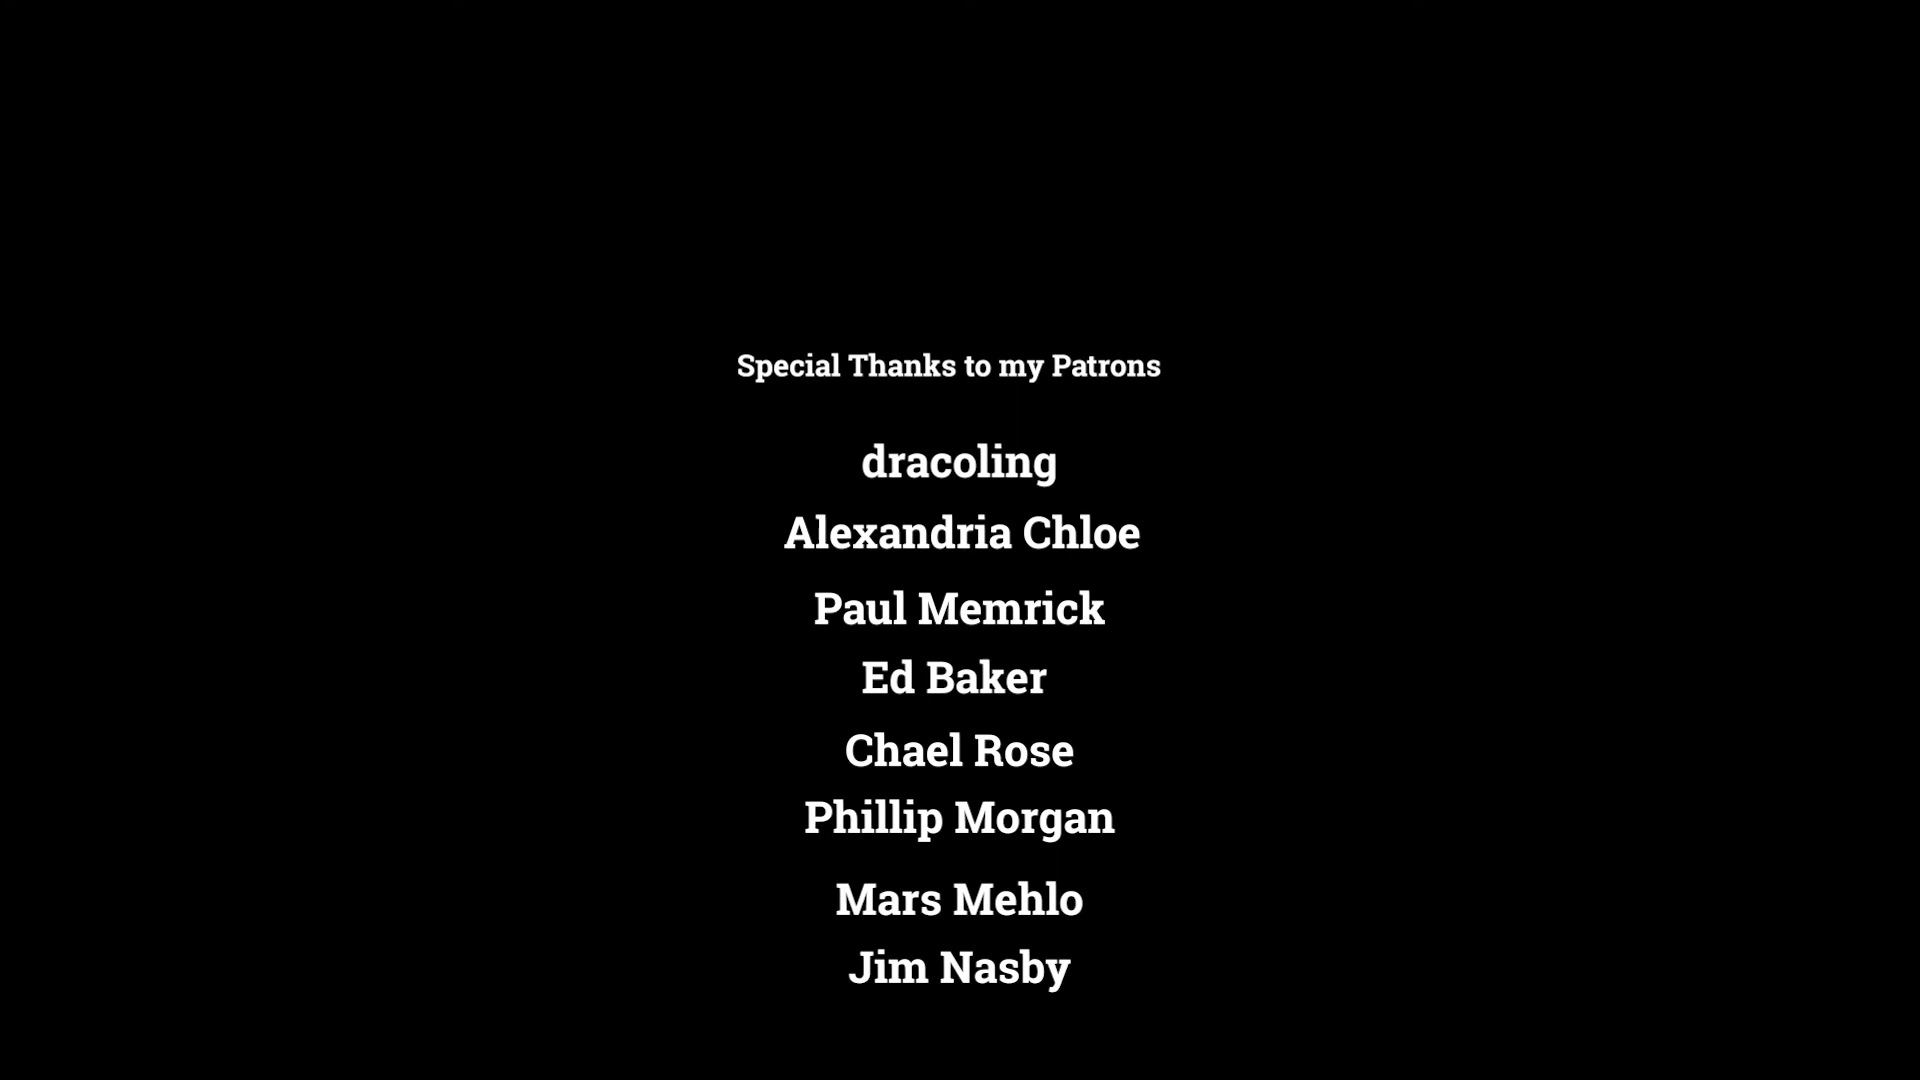 Special Thanks to my Patrons
dracoling
Alexandria Chloe
Paul Memrick
Ed Baker
Chael Rose
Phillip Morgan
Mars Mehlo
Jim Nasby